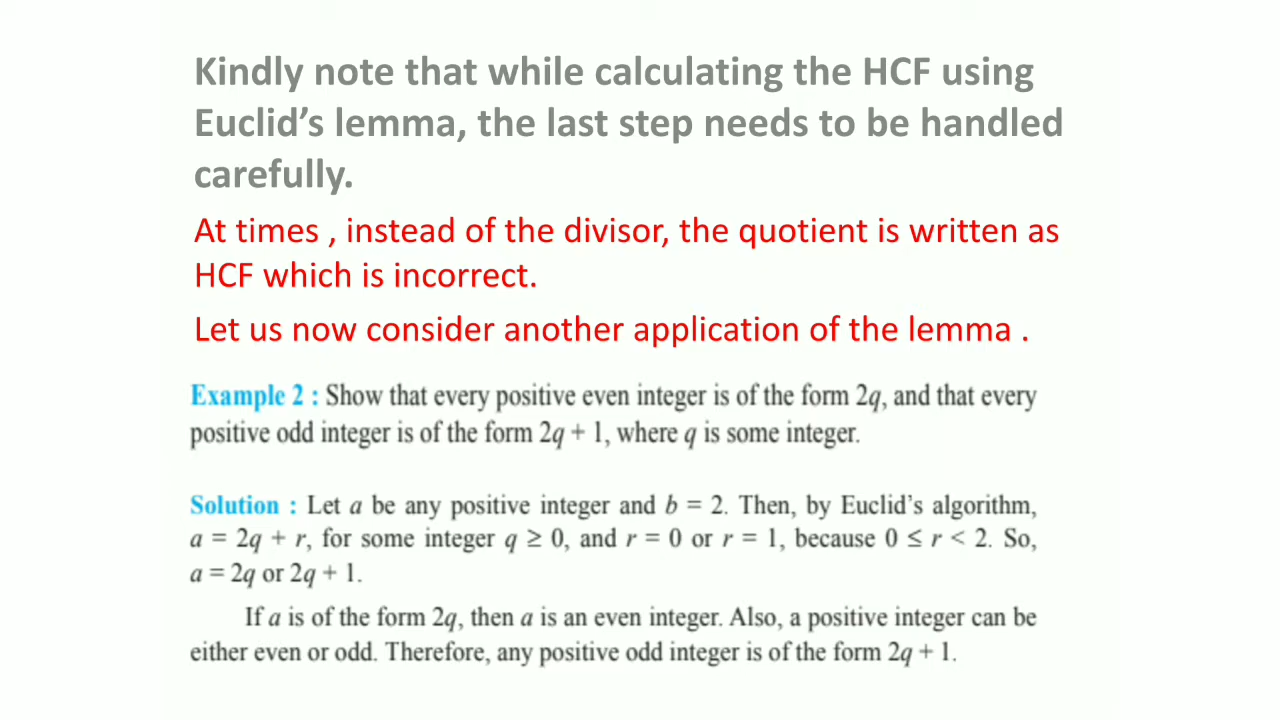 Kindly note that while calculating the HCF using
Euclid’s lemma, the last step needs to be handled
carefully.
At times , instead of the divisor, the quotient is written as
HCF which is incorrect.
Let us now consider another application of the lemma .
Example 2 : Show that every positive even integer is of the form 2q, and that every
positive odd integer is of the form 2q + 1, where q is some integer.
Solution : Let a be any positive integer and b = 2. Then, by Euclid’s algorithm,
a = 2q + r, for some integer q ≥ 0, and r = 0 or r = 1, because 0 ≤ r < 2. So,
a = 2q or 2q + 1.
If a is of the form 2q, then a is an even integer. Also, a positive integer can be
either even or odd. Therefore, any positive odd integer is of the form 2q + 1.